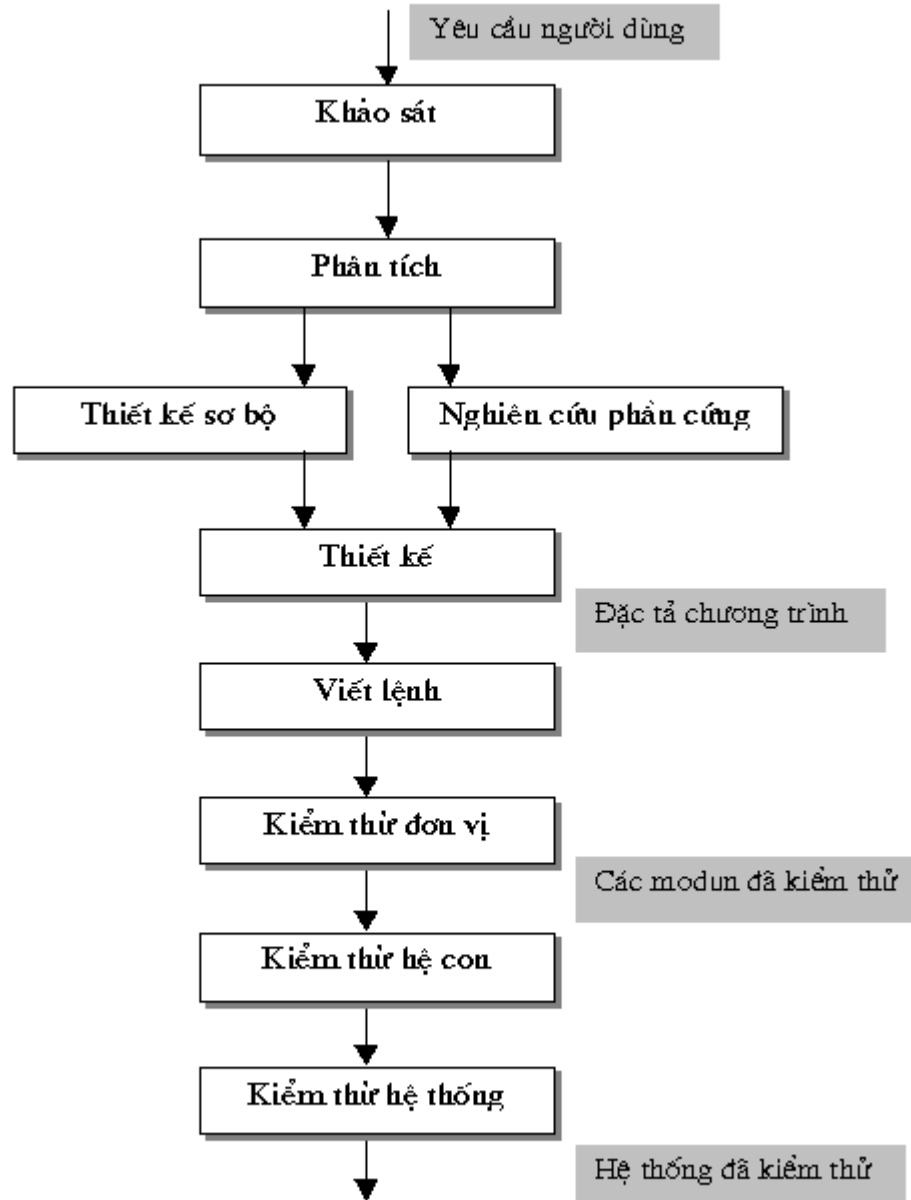 Yêu cầu người dùng
Khảo sát
Phân tích
Thiết kế sơ bộ
Nghiên cứu phần cứng
Thiết kế
Đặc tả chương trình
Viết lệnh
Kiểm thử đơn vị
Các modun đã kiểm thử
Kiểm thử hệ con
Kiểm thử hệ thống
Hệ thống đã kiểm thử